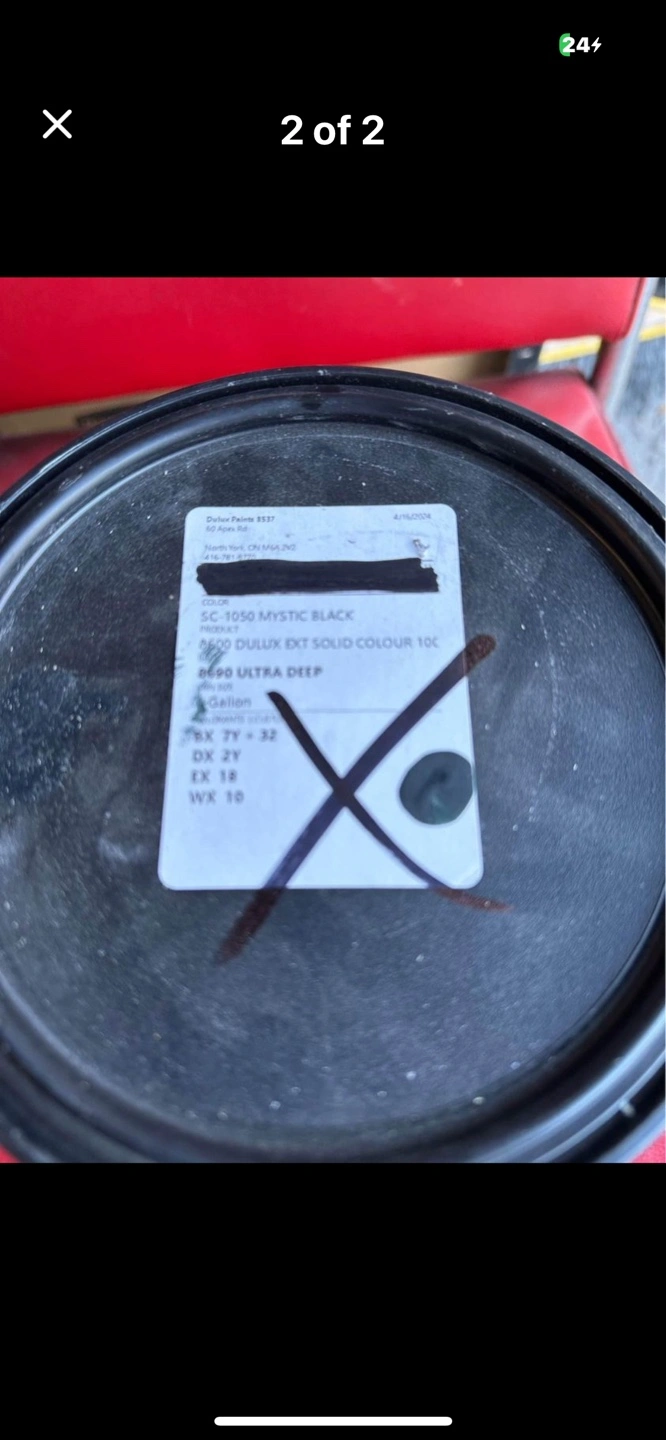 24
2 of 2
Dulux Paints 8537
4/16/2024
60 Apex Rd
North York, ON M6A 2V2
COLOR
SC-1050 MYSTIC BLACK
PRODUCT
DULUX EXT SOLID COLOUR 100
8690 ULTRA DEEP
Gallon
BX 7Y + 32
DX 2Y
EX 18
WX 10